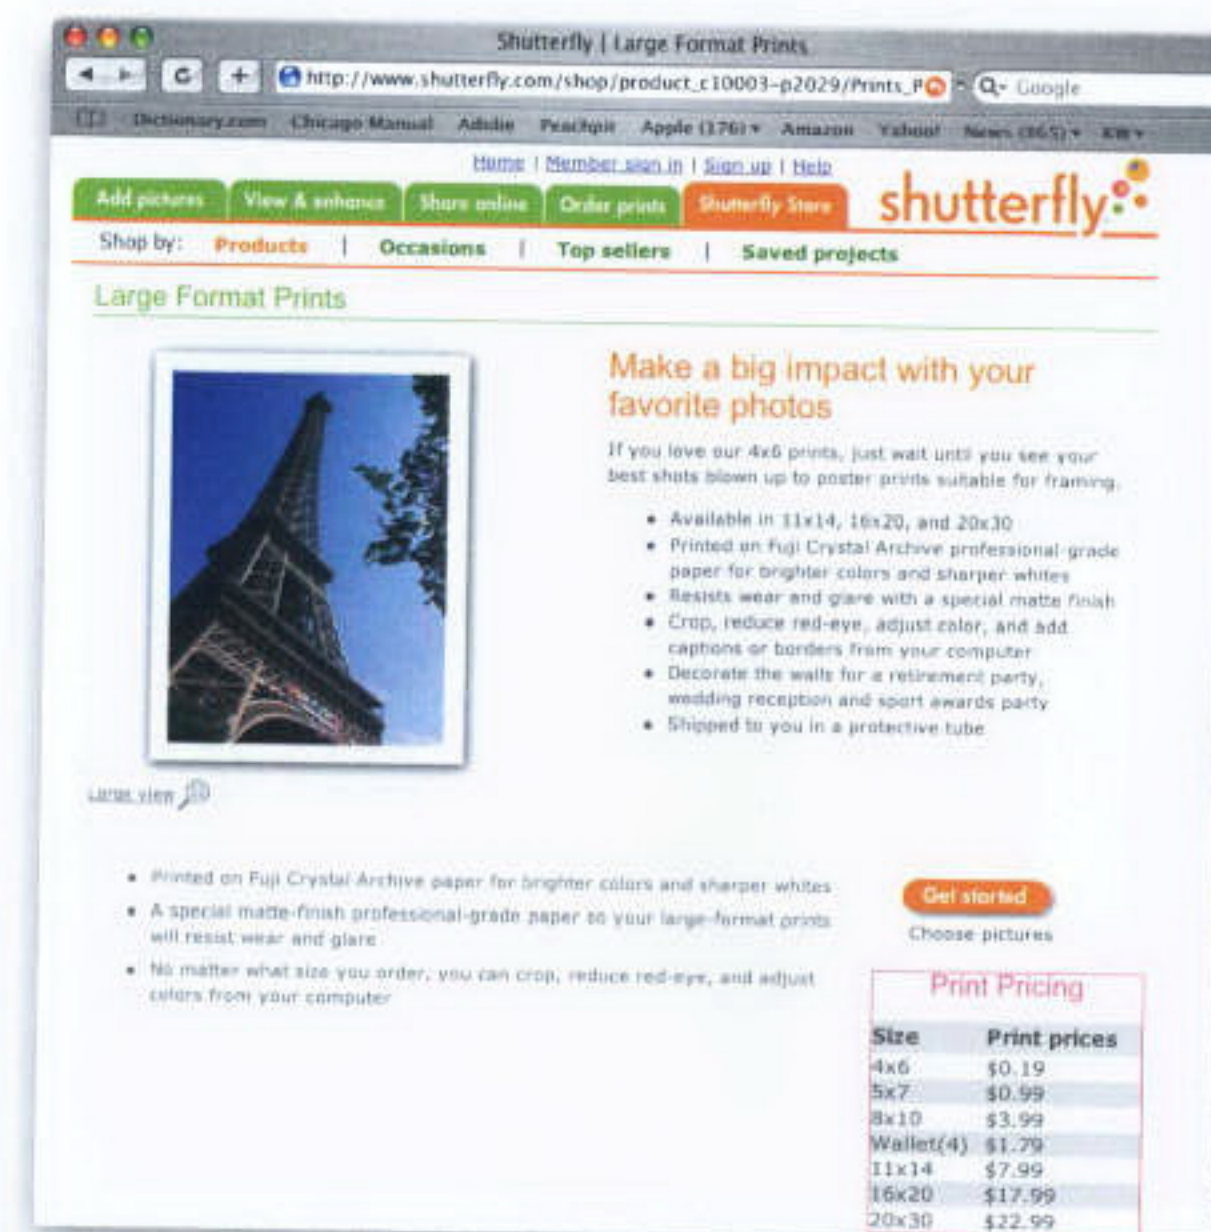 Shutterfly | Large Format Prints
http://www.shutterfly.com/shop/product_c10003-p2029/Prints_P
Q- Google
Dictionary.com Chicago Manual Adobe Peachpit Apple (176) Amazon Yahoo! News (865)
Home | Member sign in | Sign up | Help
Add pictures View & enhance Share online Order prints Shutterfly Store
shutterfly
Shop by: Products | Occasions | Top sellers | Saved projects
Large Format Prints
Make a big impact with your
favorite photos
If you love our 4x6 prints, just wait until you see your
best shots blown up to poster prints suitable for framing.
• Available in 11x14, 16x20, and 20x30
• Printed on Fuji Crystal Archive professional-grade
paper for brighter colors and sharper whites
• Resists wear and glare with a special matte finish
• Crop, reduce red-eye, adjust color, and add
captions or borders from your computer
• Decorate the walls for a retirement party,
wedding reception and sport awards party
• Shipped to you in a protective tube
Large view
• Printed on Fuji Crystal Archive paper for brighter colors and sharper whites
• A special matte-finish professional-grade paper so your large-format prints
will resist wear and glare
• No matter what size you order, you can crop, reduce red-eye, and adjust
colors from your computer
Get started
Choose pictures
Print Pricing
Size Print prices
4x6 $0.19
5x7 $0.99
8x10 $3.99
Wallet(4) $1.79
11x14 $7.99
16x20 $17.99
20x30 $22.99